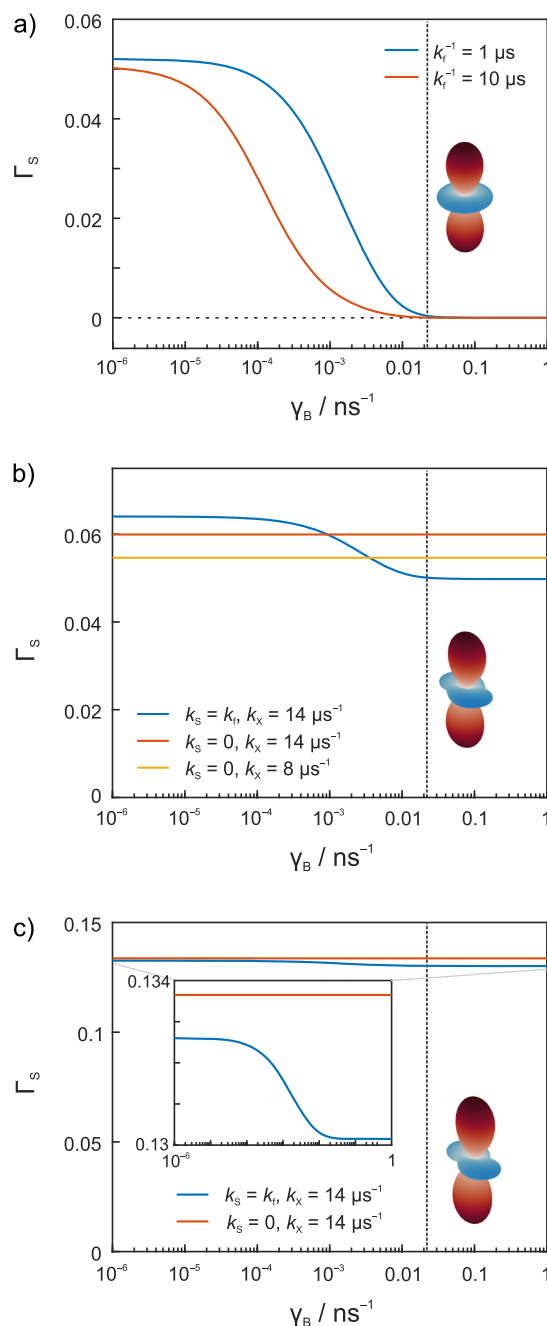 a)
0.06
0.04
0.02
0
Γ_S
k_f⁻¹ = 1 µs
k_f⁻¹ = 10 µs
10⁻⁶ 10⁻⁵ 10⁻⁴ 10⁻³ 0.01 0.1 1
γ_B / ns⁻¹
b)
0.06
0.04
0.02
0
Γ_S
k_S = k_f, k_X = 14 µs⁻¹
k_S = 0, k_X = 14 µs⁻¹
k_S = 0, k_X = 8 µs⁻¹
10⁻⁶ 10⁻⁵ 10⁻⁴ 10⁻³ 0.01 0.1 1
γ_B / ns⁻¹
c)
0.15
0.1
0.05
0
Γ_S
0.134
0.13
10⁻⁶ 1
k_S = k_f, k_X = 14 µs⁻¹
k_S = 0, k_X = 14 µs⁻¹
10⁻⁶ 10⁻⁵ 10⁻⁴ 10⁻³ 0.01 0.1 1
γ_B / ns⁻¹